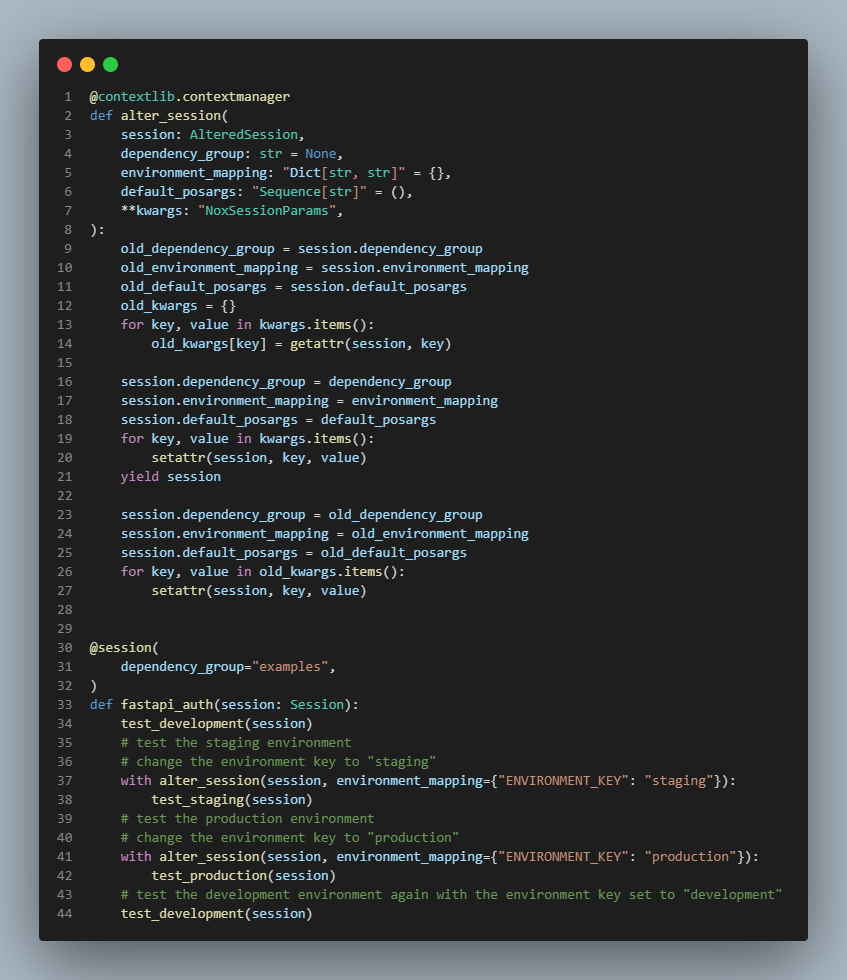 1 @contextlib.contextmanager
2 def alter_session(
3     session: AlteredSession,
4     dependency_group: str = None,
5     environment_mapping: "Dict[str, str]" = {},
6     default_posargs: "Sequence[str]" = (),
7     **kwargs: "NoxSessionParams",
8 ):
9     old_dependency_group = session.dependency_group
10     old_environment_mapping = session.environment_mapping
11     old_default_posargs = session.default_posargs
12     old_kwargs = {}
13     for key, value in kwargs.items():
14         old_kwargs[key] = getattr(session, key)
15
16     session.dependency_group = dependency_group
17     session.environment_mapping = environment_mapping
18     session.default_posargs = default_posargs
19     for key, value in kwargs.items():
20         setattr(session, key, value)
21     yield session
22
23     session.dependency_group = old_dependency_group
24     session.environment_mapping = old_environment_mapping
25     session.default_posargs = old_default_posargs
26     for key, value in old_kwargs.items():
27         setattr(session, key, value)
28
29
30 @session(
31     dependency_group="examples",
32 )
33 def fastapi_auth(session: Session):
34     test_development(session)
35     # test the staging environment
36     # change the environment key to "staging"
37     with alter_session(session, environment_mapping={"ENVIRONMENT_KEY": "staging"}):
38         test_staging(session)
39     # test the production environment
40     # change the environment key to "production"
41     with alter_session(session, environment_mapping={"ENVIRONMENT_KEY": "production"}):
42         test_production(session)
43     # test the development environment again with the environment key set to "development"
44     test_development(session)